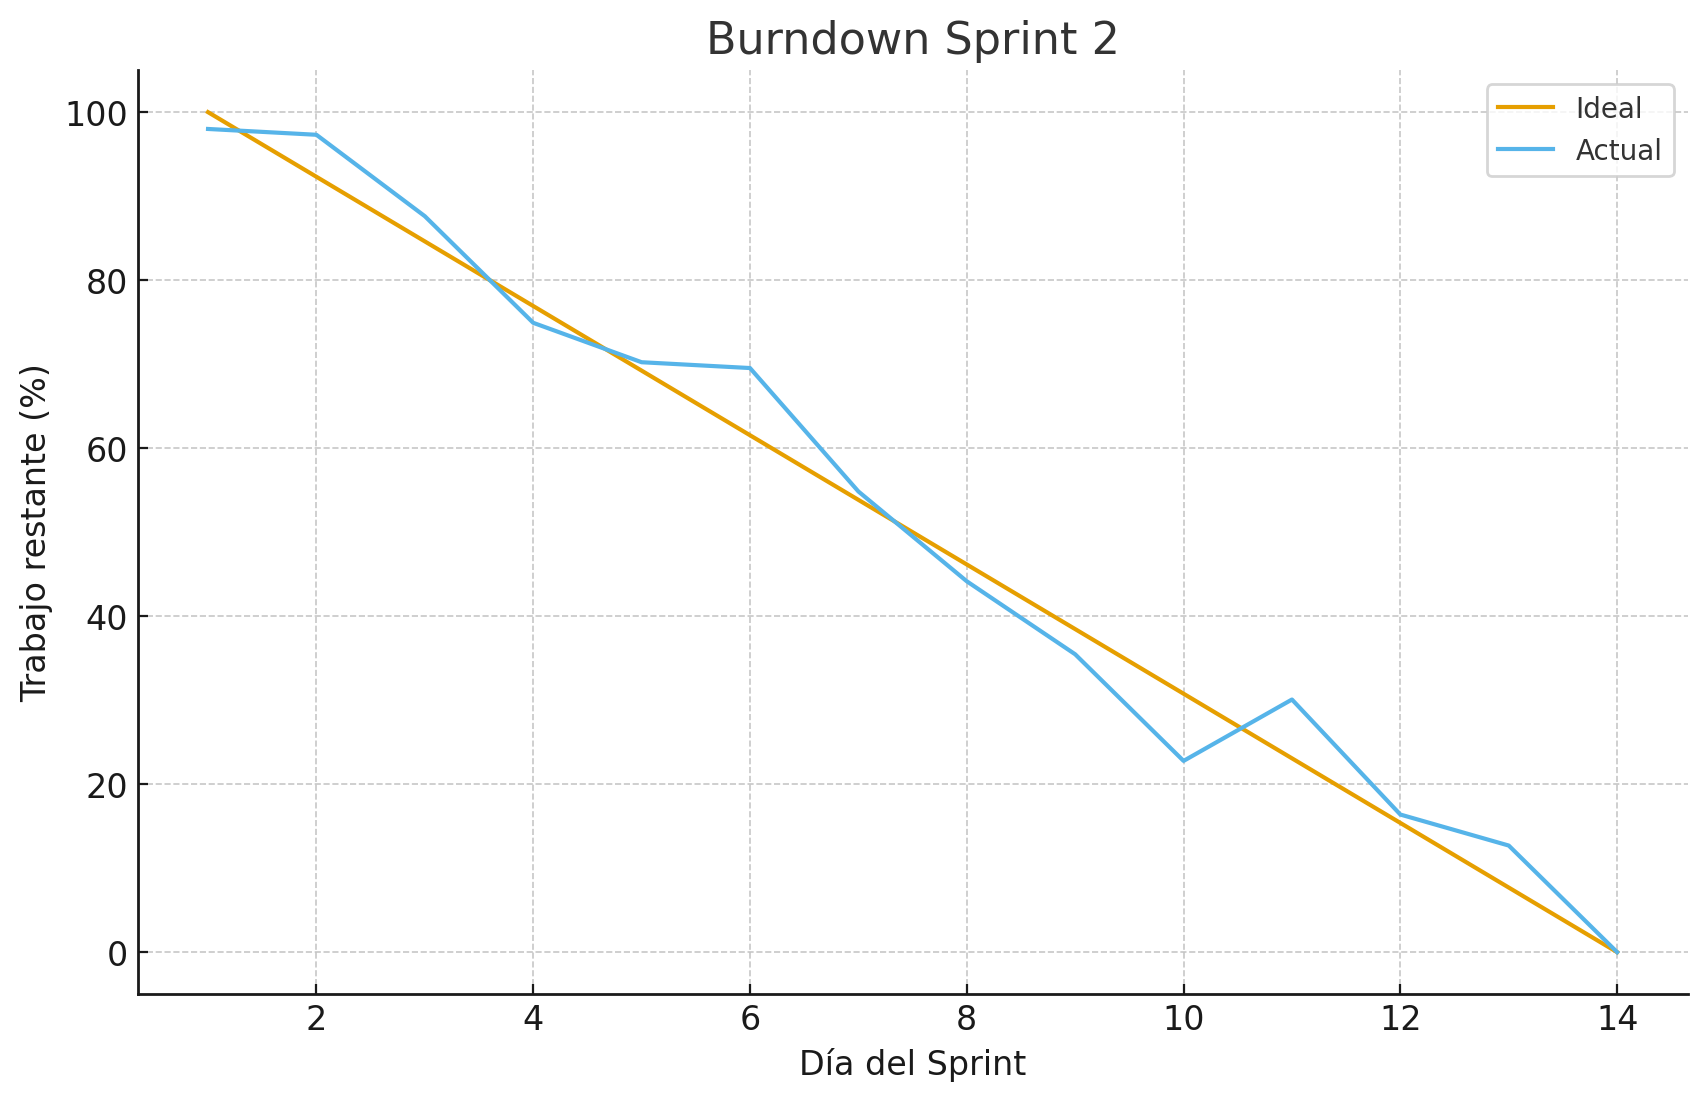 Burndown Sprint 2
Ideal
Actual
Trabajo restante (%)
100
80
60
40
20
0
2 4 6 8 10 12 14
Día del Sprint